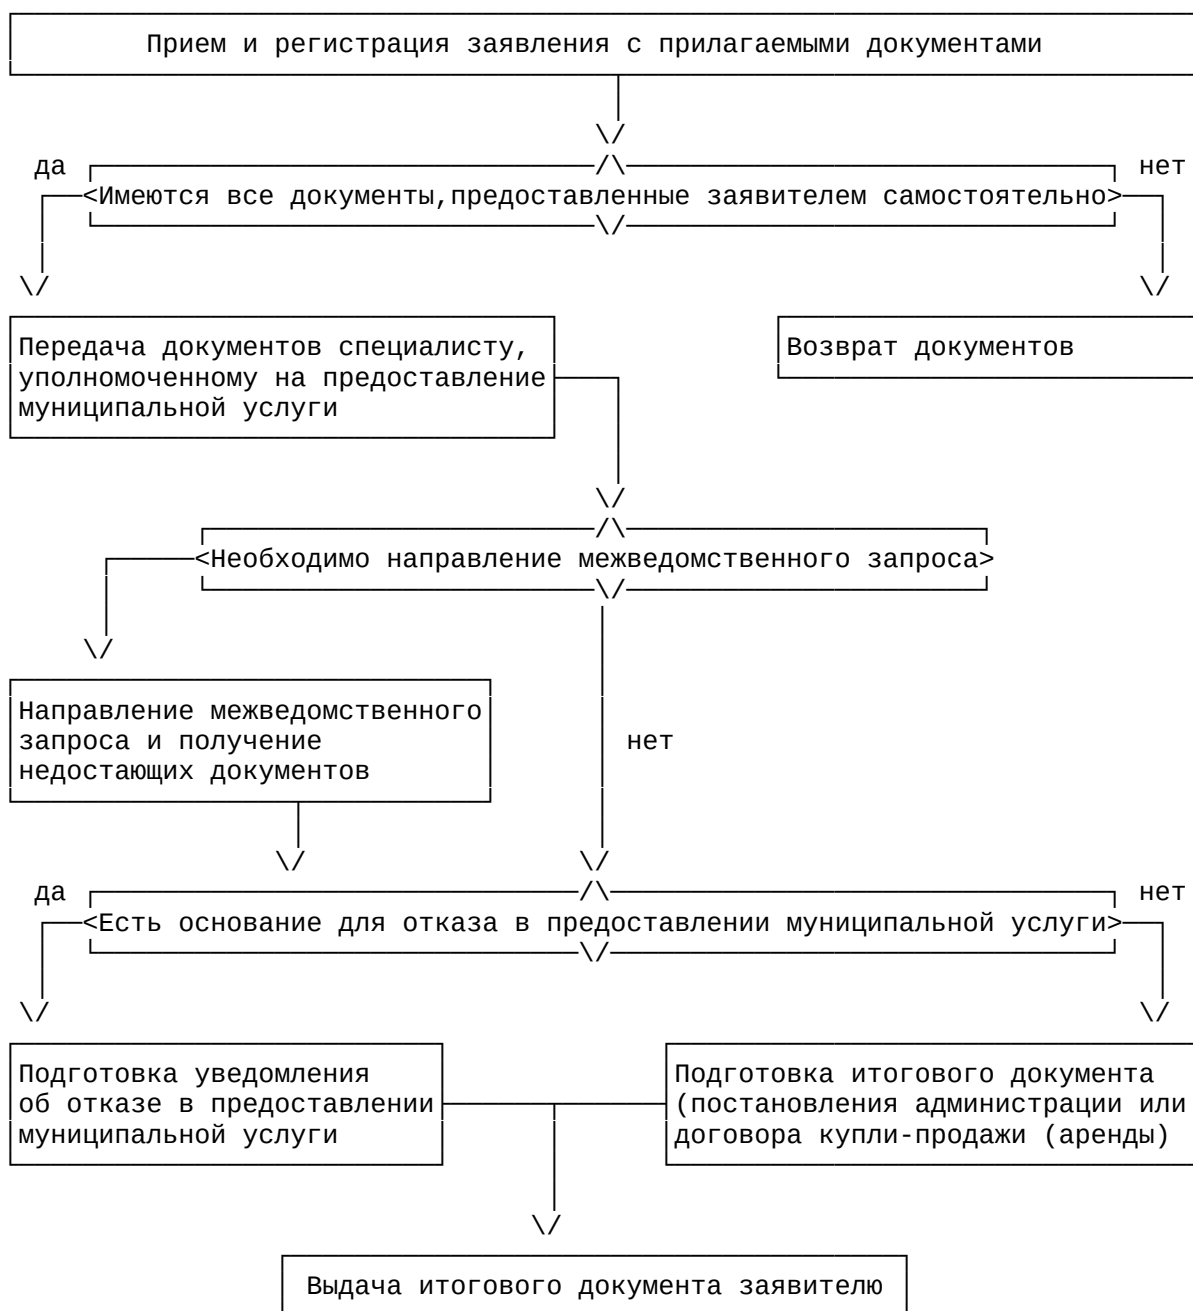 Прием и регистрация заявления с прилагаемыми документами
да
нет
<Имеются все документы,предоставленные заявителем самостоятельно>
Передача документов специалисту,
уполномоченному на предоставление
муниципальной услуги
Возврат документов
<Необходимо направление межведомственного запроса>
Направление межведомственного
запроса и получение
недостающих документов
нет
да
нет
<Есть основание для отказа в предоставлении муниципальной услуги>
Подготовка уведомления
об отказе в предоставлении
муниципальной услуги
Подготовка итогового документа
(постановления администрации или
договора купли-продажи (аренды)
Выдача итогового документа заявителю